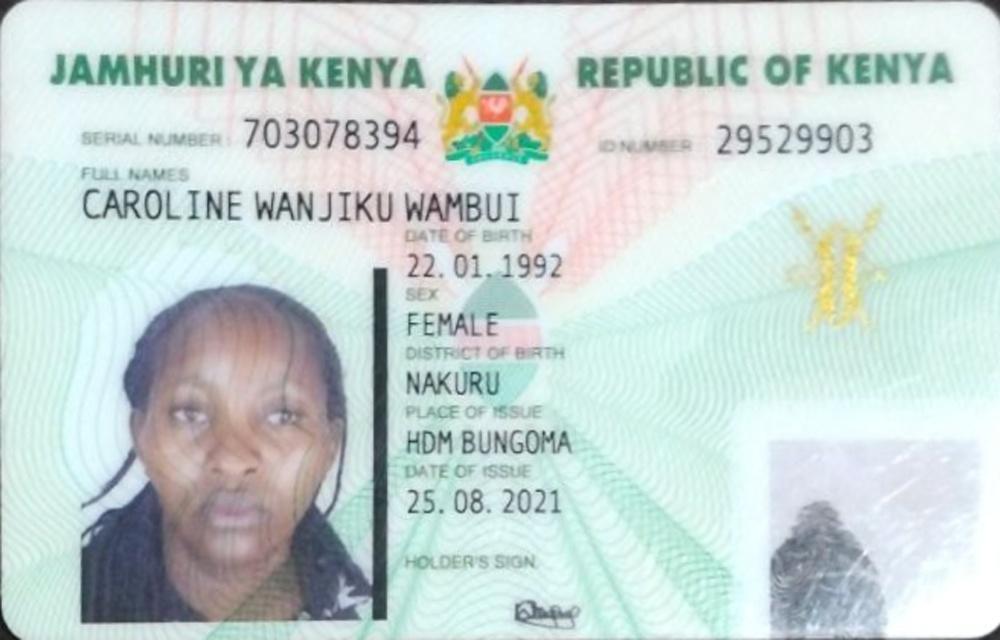 JAMHURI YA KENYA REPUBLIC OF KENYA
SERIAL NUMBER: 703078394 ID NUMBER 29529903
FULL NAMES
CAROLINE WANJIKU WAMBUI
DATE OF BIRTH
22.01.1992
SEX
FEMALE
DISTRICT OF BIRTH
NAKURU
PLACE OF ISSUE
HDM BUNGOMA
DATE OF ISSUE
25.08.2021
HOLDER'S SIGN.